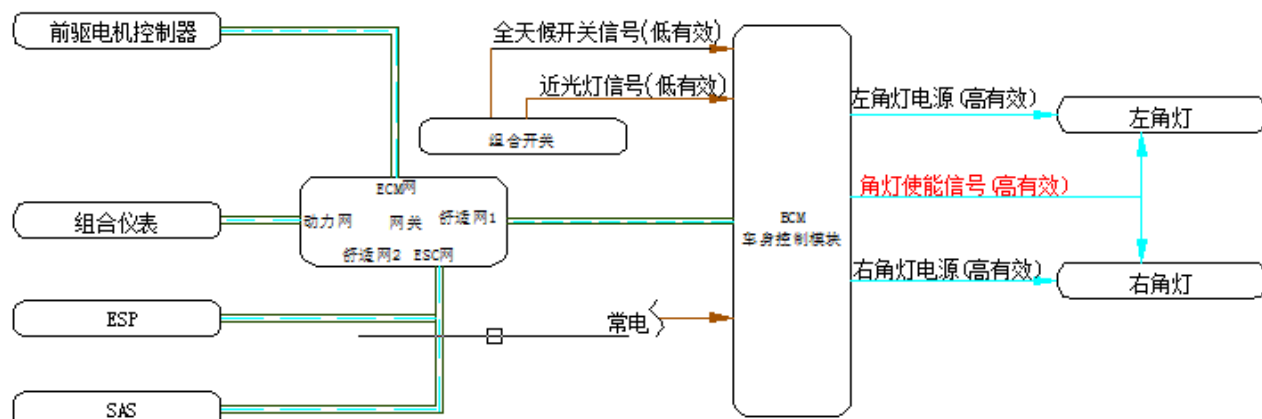 前驱电机控制器
全天候开关信号(低有效)
近光灯信号(低有效)
组合开关
左角灯电源(高有效)
左角灯
ECM网
动力网
网关
舒适网1
舒适网2
ESC网
组合仪表
角灯使能信号(高有效)
BCM
车身控制模块
右角灯电源(高有效)
右角灯
ESP
常电
SAS